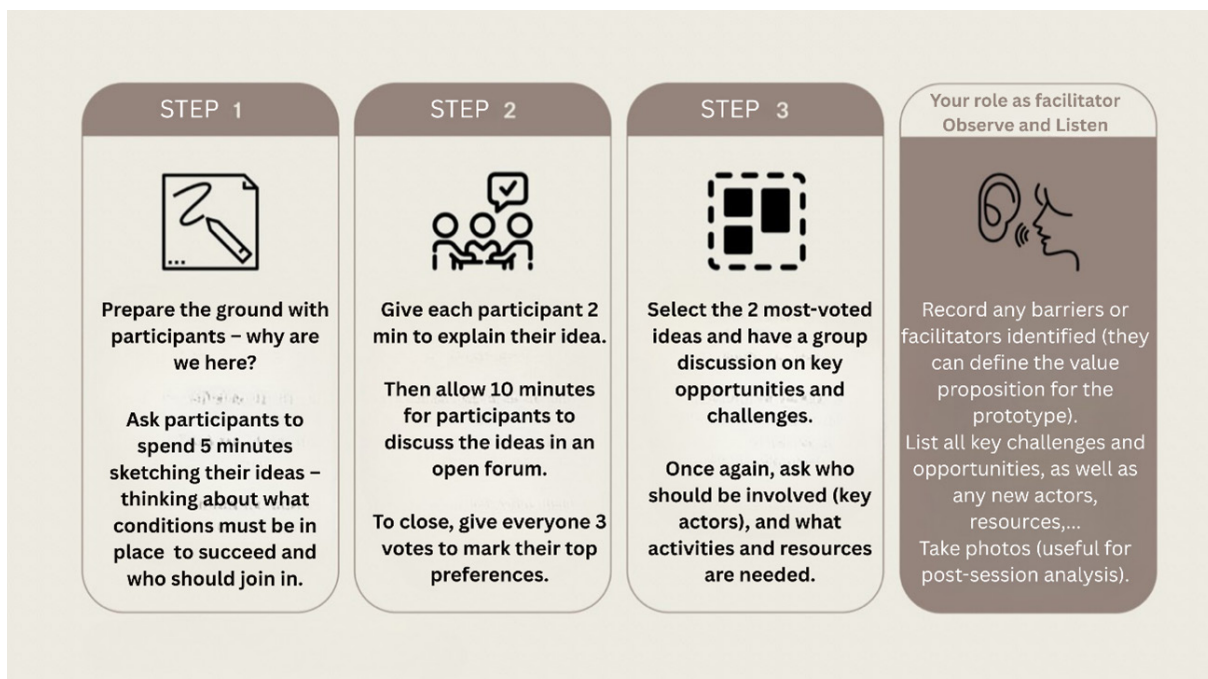 STEP 1
Prepare the ground with
participants – why are
we here?
Ask participants to
spend 5 minutes
sketching their ideas –
thinking about what
conditions must be in
place to succeed and
who should join in.
STEP 2
Give each participant 2
min to explain their idea.
Then allow 10 minutes
for participants to
discuss the ideas in an
open forum.
To close, give everyone 3
votes to mark their top
preferences.
STEP 3
Select the 2 most-voted
ideas and have a group
discussion on key
opportunities and
challenges.
Once again, ask who
should be involved (key
actors), and what
activities and resources
are needed.
Your role as facilitator
Observe and Listen
Record any barriers or
facilitators identified (they
can define the value
proposition for the
prototype).
List all key challenges and
opportunities, as well as
any new actors,
resources,...
Take photos (useful for
post-session analysis).